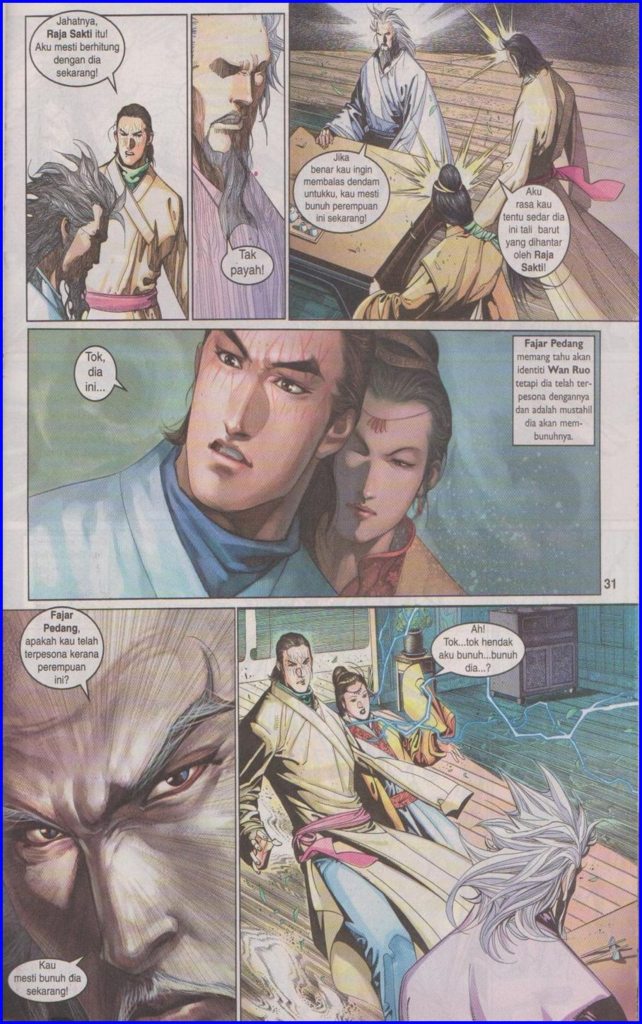 Jahatnya,
Raja Sakti itu!
Aku mesti berhitung
dengan dia
sekarang!
Tak
payah!
Jika
benar kau ingin
membalas dendam
untukku, kau mesti
bunuh perempuan
ini sekarang!
Aku
rasa kau
tentu sedar dia
ini tali barut
yang dihantar
oleh Raja
Sakti!
Tok,
dia
ini...
Fajar Pedang
memang tahu akan
identiti Wan Ruo
tetapi dia telah ter-
pesona dengannya
dan adalah mustahil
dia akan mem-
bunuhnya.
31
Fajar
Pedang,
apakah kau telah
terpesona kerana
perempuan
ini?
Kau
mesti bunuh dia
sekarang!
Ah!
Tok...tok hendak
aku bunuh...bunuh
dia...?